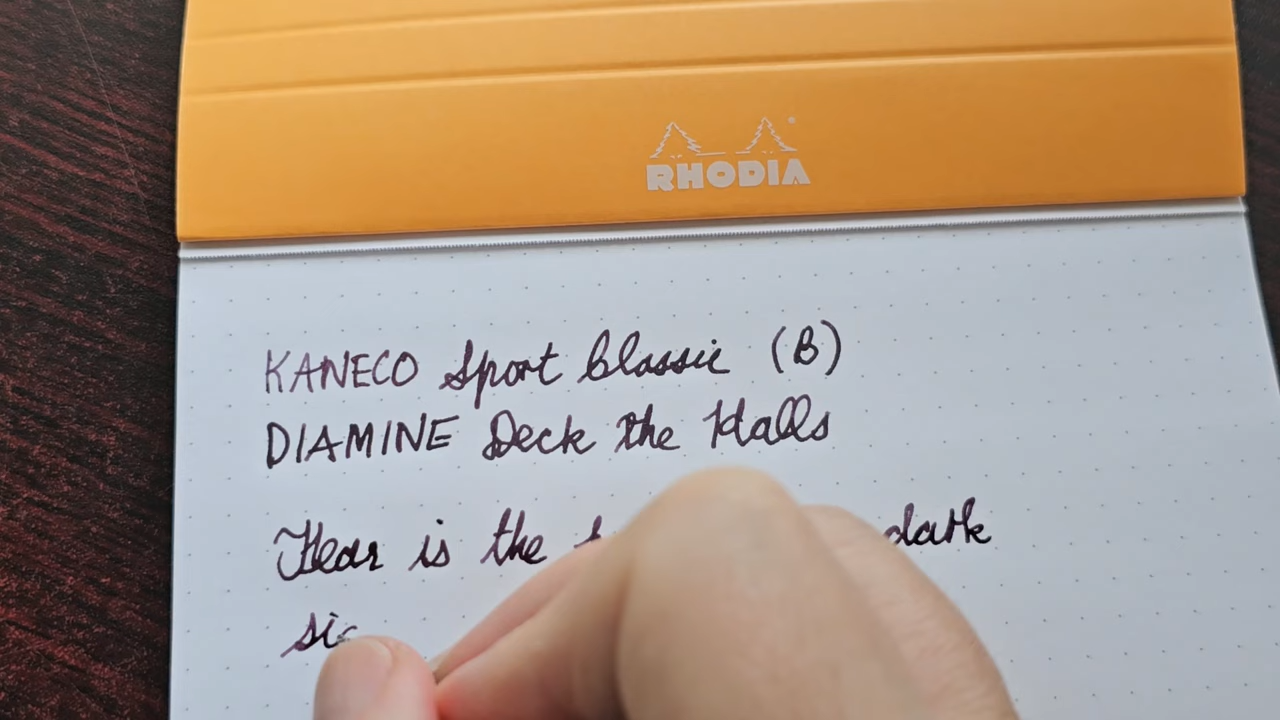 RHODIA
KANECO Sport Classic (B)
DIAMINE Deck the Halls
Fear is the dark